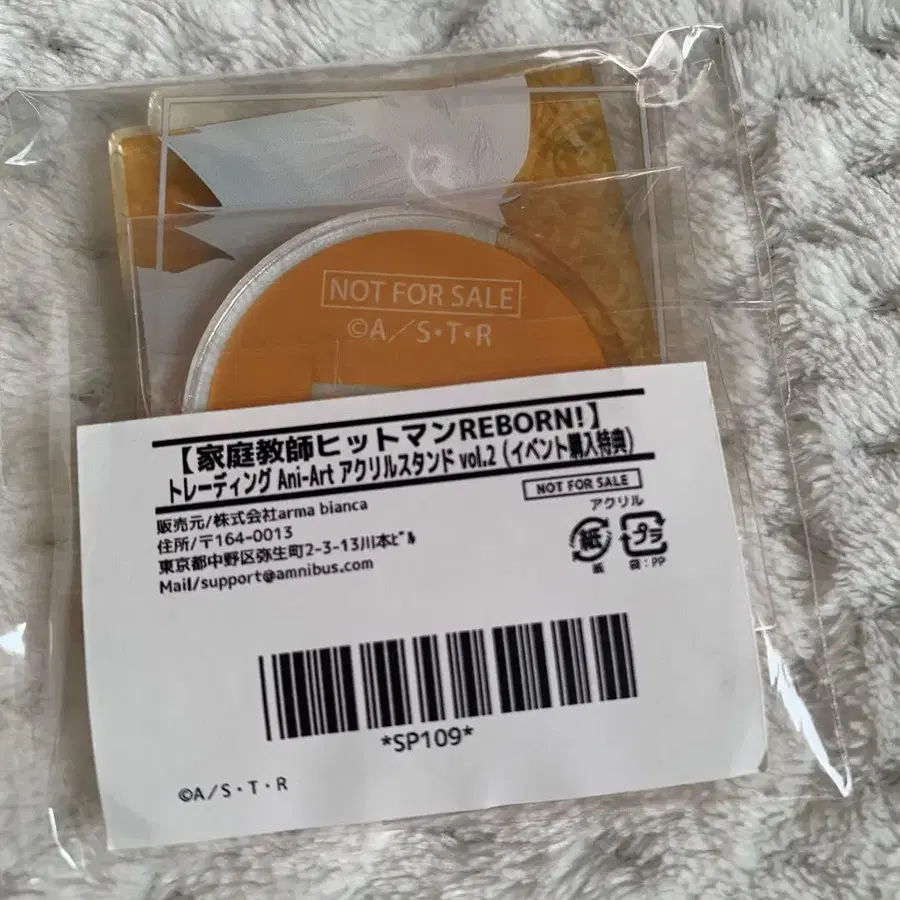 NOT FOR SALE
©A/S・T・R
【家庭教師ヒットマンREBORN!】
トレーディング Ani-Art アクリルスタンド vol.2 (イベント購入特典)
販売元/株式会社arma bianca
住所/〒164-0013
東京都中野区弥生町2-3-13川本ビル
Mail/support@amnibus.com
NOT FOR SALE
アクリル
紙 プラ
紙 袋:PP
*SP109*
©A/S・T・R